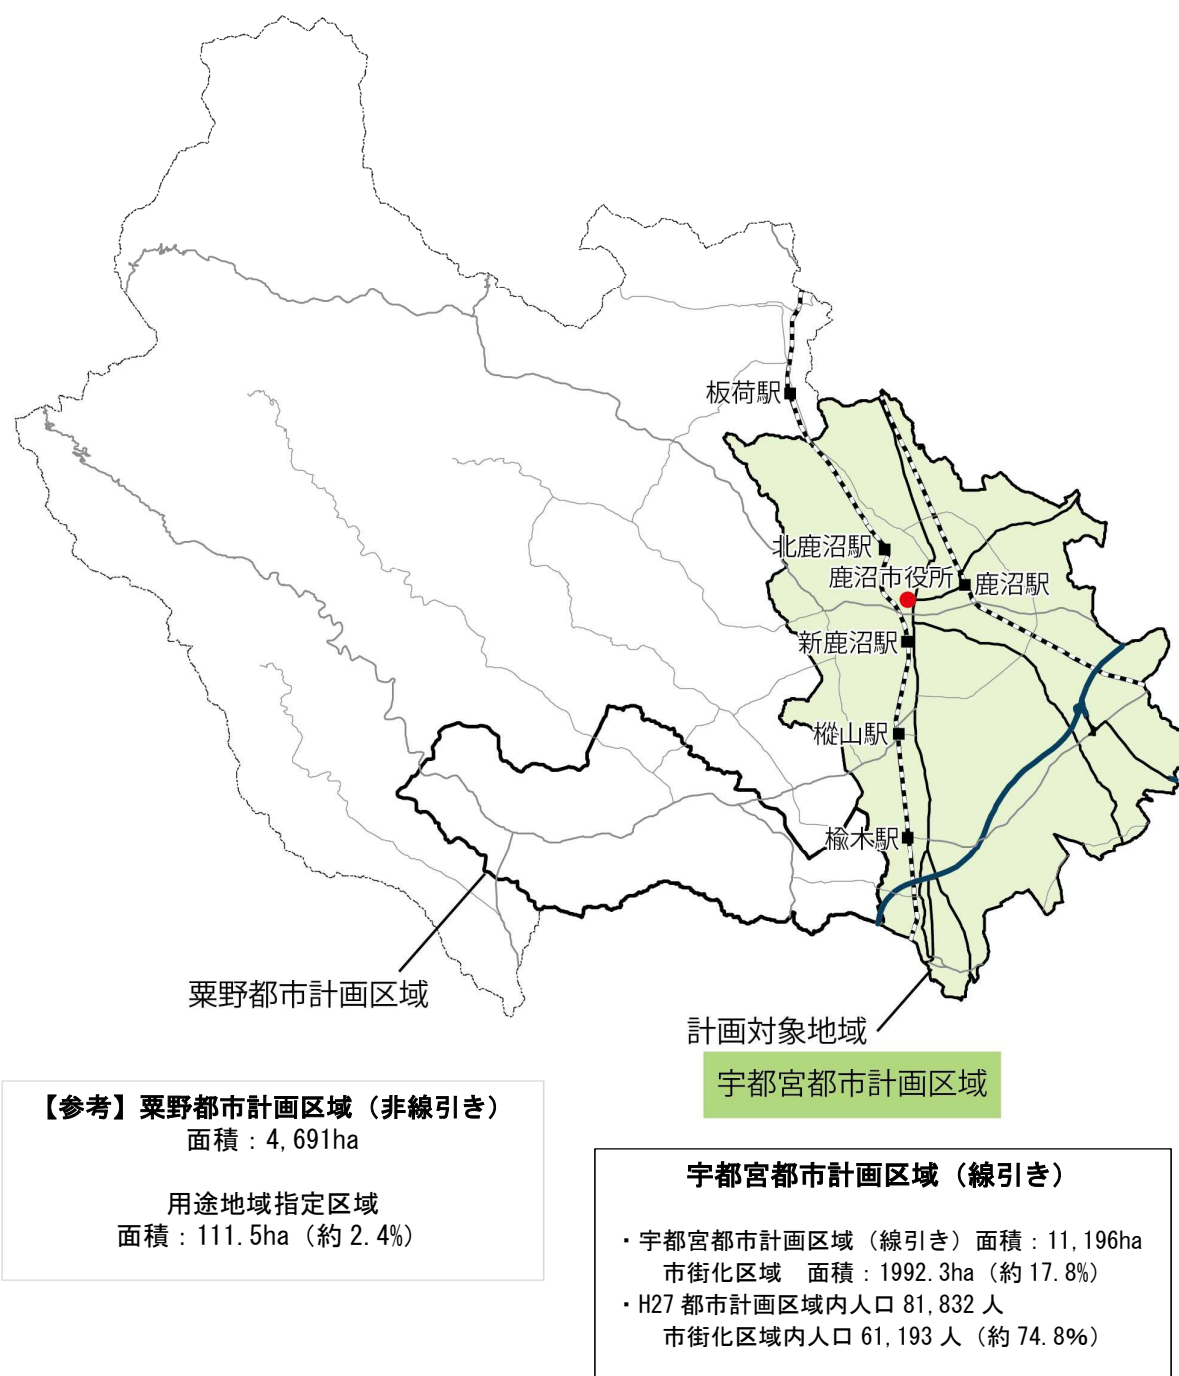 板荷駅
北鹿沼駅
鹿沼市役所
鹿沼駅
新鹿沼駅
樅山駅
楡木駅
粟野都市計画区域
計画対象地域
宇都宮都市計画区域
【参考】粟野都市計画区域（非線引き）
面積：4,691ha
用途地域指定区域
面積：111.5ha（約2.4%）
宇都宮都市計画区域（線引き）
・宇都宮都市計画区域（線引き）面積：11,196ha
市街化区域　面積：1992.3ha（約17.8%）
・H27都市計画区域内人口 81,832人
市街化区域内人口 61,193人（約74.8%）